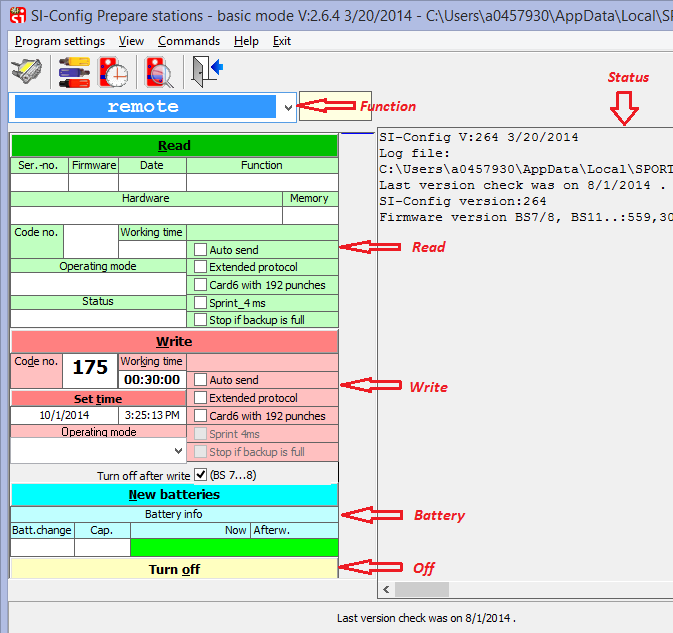 SI-Config Prepare stations - basic mode V:2.6.4 3/20/2014 - C:\Users\a0457930\AppData\Local\SPO
Program settings View Commands Help Exit
Status
remote
Function
Read
Ser.-no. Firmware Date Function
Hardware Memory
Code no. Working time
Auto send
Operating mode Extended protocol
Card6 with 192 punches
Status Sprint_4 ms
Stop if backup is full
Read
Write
Code no. 175 Working time
00:30:00 Auto send
Set time Extended protocol
10/1/2014 3:25:13 PM Card6 with 192 punches
Operating mode Sprint 4ms
Stop if backup is full
Turn off after write (BS 7...8)
Write
New batteries
Battery info
Batt.change Cap. Now Afterw.
Battery
Turn off
Off
SI-Config V:264 3/20/2014
Log file:
C:\Users\a0457930\AppData\Local\SPORT
Last version check was on 8/1/2014 .
SI-Config version:264
Firmware version BS7/8, BS11..:559,30
Last version check was on 8/1/2014 .